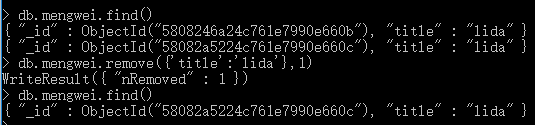 > db.mengwei.find()
{ "_id" : ObjectId("5808246a24c761e7990e660b"), "title" : "lida" }
{ "_id" : ObjectId("58082a5224c761e7990e660c"), "title" : "lida" }
> db.mengwei.remove({'title':'lida'},1)
WriteResult({ "nRemoved" : 1 })
> db.mengwei.find()
{ "_id" : ObjectId("58082a5224c761e7990e660c"), "title" : "lida" }